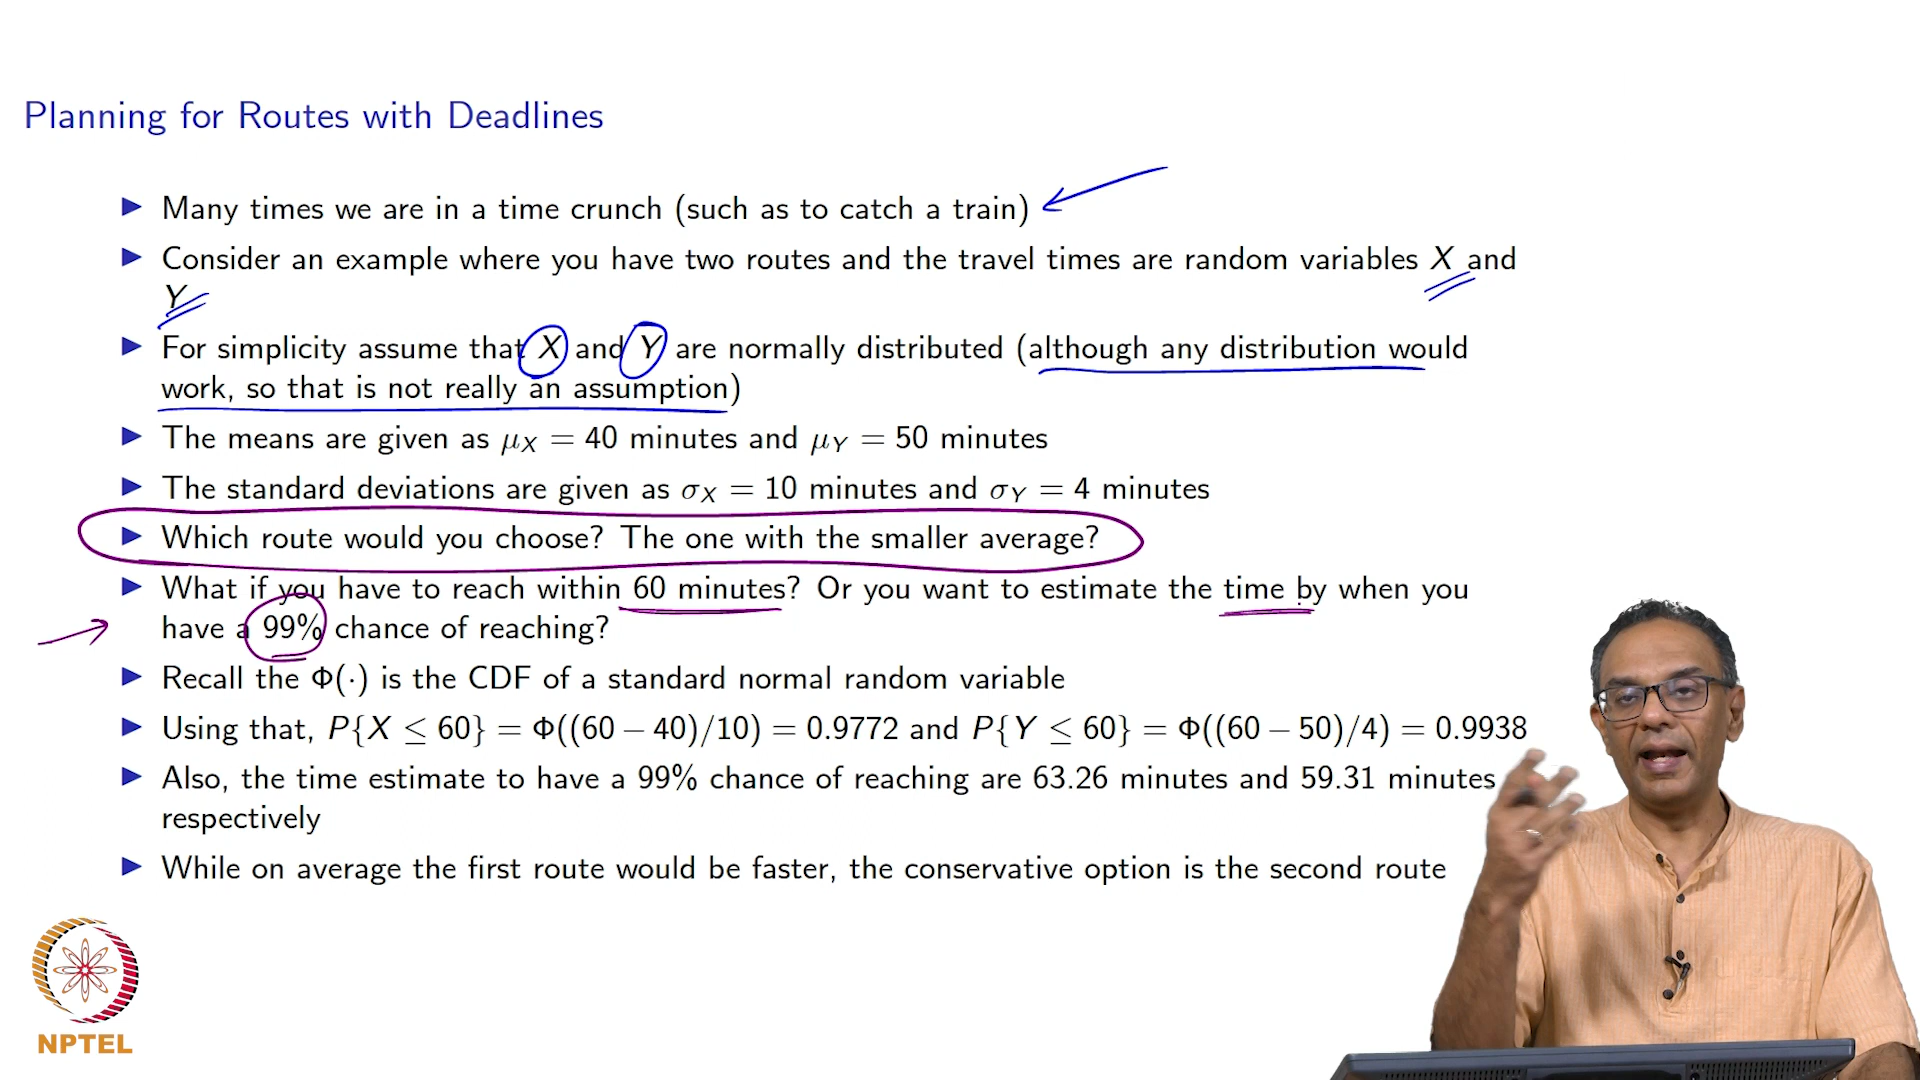 Planning for Routes with Deadlines
▶ Many times we are in a time crunch (such as to catch a train)
▶ Consider an example where you have two routes and the travel times are random variables X and
Y
▶ For simplicity assume that X and Y are normally distributed (although any distribution would
work, so that is not really an assumption)
▶ The means are given as μ_X = 40 minutes and μ_Y = 50 minutes
▶ The standard deviations are given as σ_X = 10 minutes and σ_Y = 4 minutes
▶ Which route would you choose? The one with the smaller average?
▶ What if you have to reach within 60 minutes? Or you want to estimate the time by when you
have a 99% chance of reaching?
▶ Recall the Φ(·) is the CDF of a standard normal random variable
▶ Using that, P{X ≤ 60} = Φ((60 − 40)/10) = 0.9772 and P{Y ≤ 60} = Φ((60 − 50)/4) = 0.9938
▶ Also, the time estimate to have a 99% chance of reaching are 63.26 minutes and 59.31 minutes
respectively
▶ While on average the first route would be faster, the conservative option is the second route
NPTEL